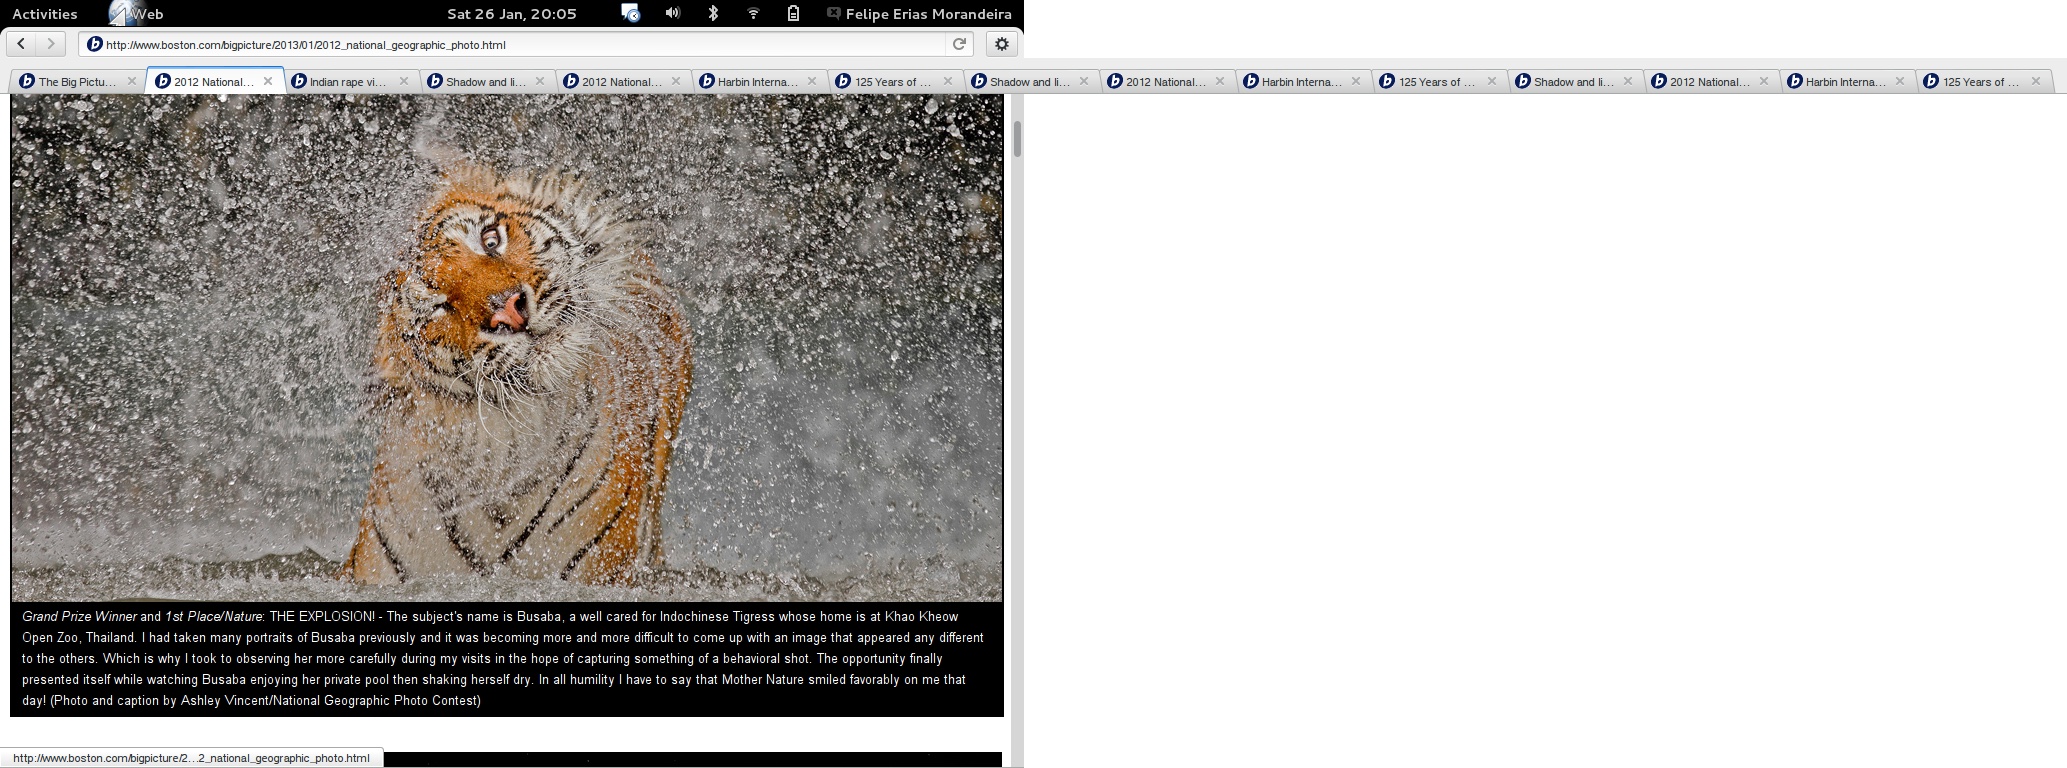 Activities
Web
Sat 26 Jan, 20:05
Felipe Erias Morandeira
http://www.boston.com/bigpicture/2013/01/2012_national_geographic_photo.html
The Big Pictu...
2012 National...
Indian rape vi...
Shadow and li...
2012 National...
Harbin Interna...
125 Years of ...
Shadow and li...
2012 National...
Harbin Interna...
125 Years of ...
Shadow and li...
2012 National...
Harbin Interna...
125 Years of ...
Grand Prize Winner and 1st Place/Nature: THE EXPLOSION! - The subject's name is Busaba, a well cared for Indochinese Tigress whose home is at Khao Kheow
Open Zoo, Thailand. I had taken many portraits of Busaba previously and it was becoming more and more difficult to come up with an image that appeared any different
to the others. Which is why I took to observing her more carefully during my visits in the hope of capturing something of a behavioral shot. The opportunity finally
presented itself while watching Busaba enjoying her private pool then shaking herself dry. In all humility I have to say that Mother Nature smiled favorably on me that
day! (Photo and caption by Ashley Vincent/National Geographic Photo Contest)
http://www.boston.com/bigpicture/2...2_national_geographic_photo.html